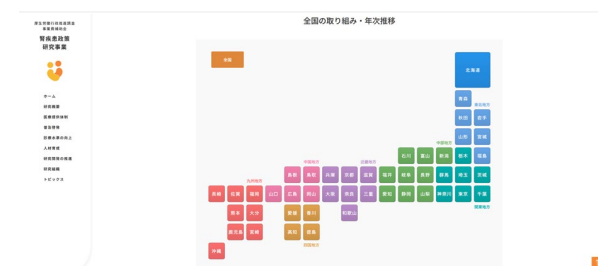 厚生労働行政推進調査
事業費補助金
腎疾患政策
研究事業
ホーム
研究概要
医療提供体制
普及啓発
診療水準の向上
人材育成
研究開発の推進
研究組織
トピックス
全国の取り組み・年次推移
全国
北海道
青森
東北地方
秋田 岩手
山形 宮城
中部地方
石川 富山 新潟 栃木 福島
中国地方
近畿地方
島根 鳥取 兵庫 京都 滋賀 福井 岐阜 長野 群馬 埼玉 茨城
九州地方
長崎 佐賀 福岡 山口 広島 岡山 大阪 奈良 三重 愛知 静岡 山梨 神奈川 東京 千葉
関東地方
熊本 大分 愛媛 香川 和歌山
鹿児島 宮崎 高知 徳島
四国地方
沖縄